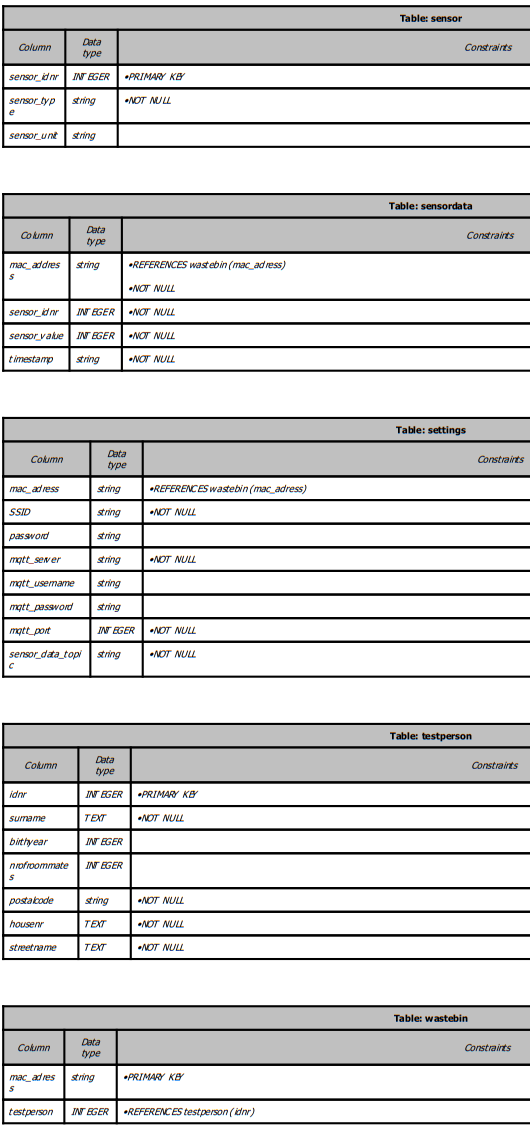 Table: sensor
Column Data type Constraints
sensor_idnr INTEGER •PRIMARY KEY
sensor_typ
e string •NOT NULL
sensor_unit string
Table: sensordata
Column Data type Constraints
mac_addres
s string •REFERENCES wastebin (mac_adress)
•NOT NULL
sensor_idnr INTEGER •NOT NULL
sensor_value INTEGER •NOT NULL
timestamp string •NOT NULL
Table: settings
Column Data type Constraints
mac_adress string •REFERENCES wastebin (mac_adress)
SSID string •NOT NULL
password string
mqtt_server string •NOT NULL
mqtt_username string
mqtt_password string
mqtt_port INTEGER •NOT NULL
sensor_data_topi
c string •NOT NULL
Table: testperson
Column Data type Constraints
idnr INTEGER •PRIMARY KEY
surname TEXT •NOT NULL
birthyear INTEGER
nrofroommate
s INTEGER
postalcode string •NOT NULL
housenr TEXT •NOT NULL
streetname TEXT •NOT NULL
Table: wastebin
Column Data type Constraints
mac_adres
s string •PRIMARY KEY
testperson INTEGER •REFERENCES testperson (idnr)